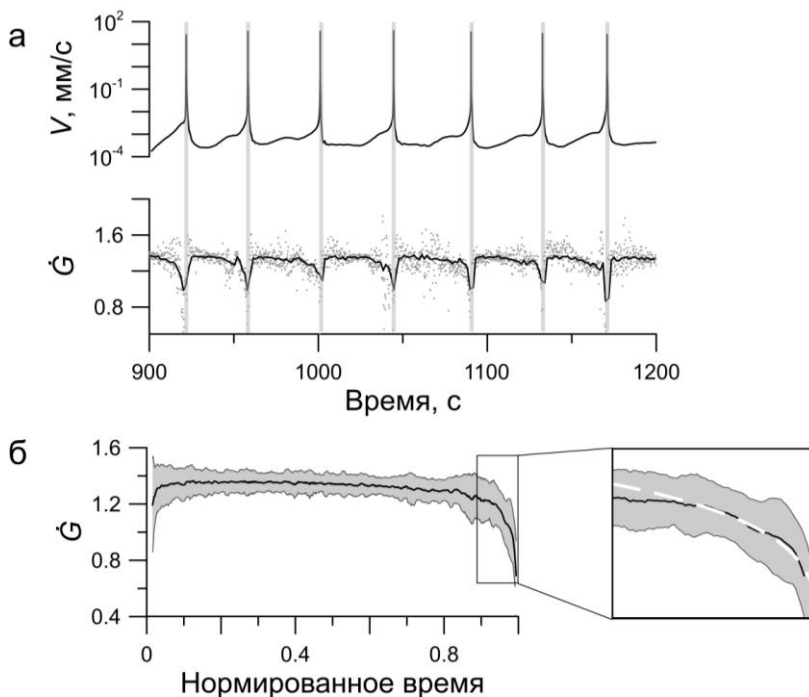 а
V, мм/с
10²
10⁻¹
10⁻⁴
Ġ
1.6
0.8
900 1000 1100 1200
Время, с
б
Ġ
1.6
1.2
0.8
0.4
0 0.4 0.8
Нормированное время